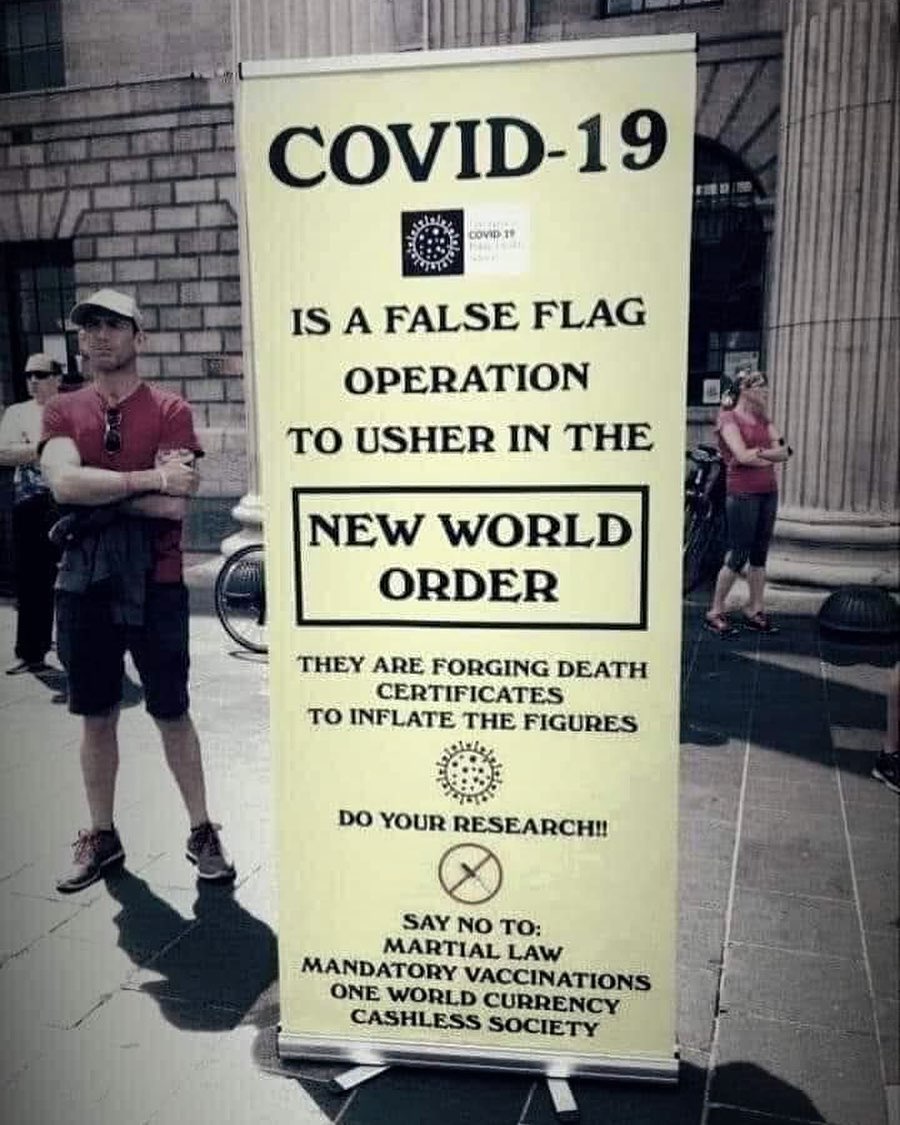 COVID-19
COVID-19
IS A FALSE FLAG
OPERATION
TO USHER IN THE
NEW WORLD
ORDER
THEY ARE FORGING DEATH
CERTIFICATES
TO INFLATE THE FIGURES
DO YOUR RESEARCH!!
SAY NO TO:
MARTIAL LAW
MANDATORY VACCINATIONS
ONE WORLD CURRENCY
CASHLESS SOCIETY